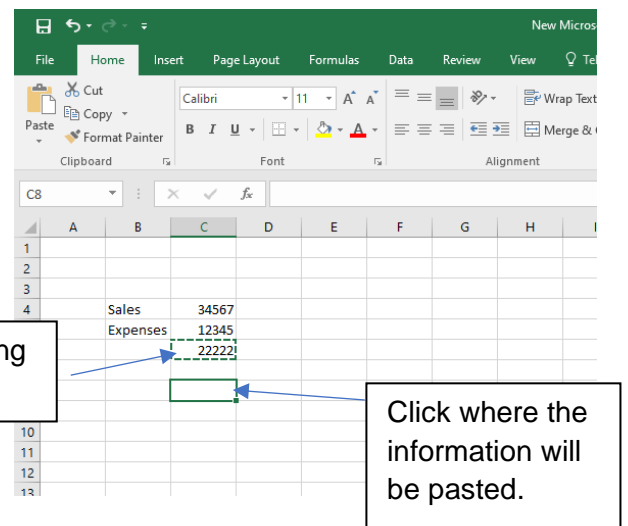 New Micros
File Home Insert Page Layout Formulas Data Review View Te
Cut
Copy
Paste
Format Painter
Calibri 11 A A Wrap Text
B I U A Merge &
Clipboard Font Alignment
C8 fx
A B C D E F G H
1
2
3
4 Sales 34567
Expenses 12345
22222
ng
10
11
12
13
Click where the
information will
be pasted.